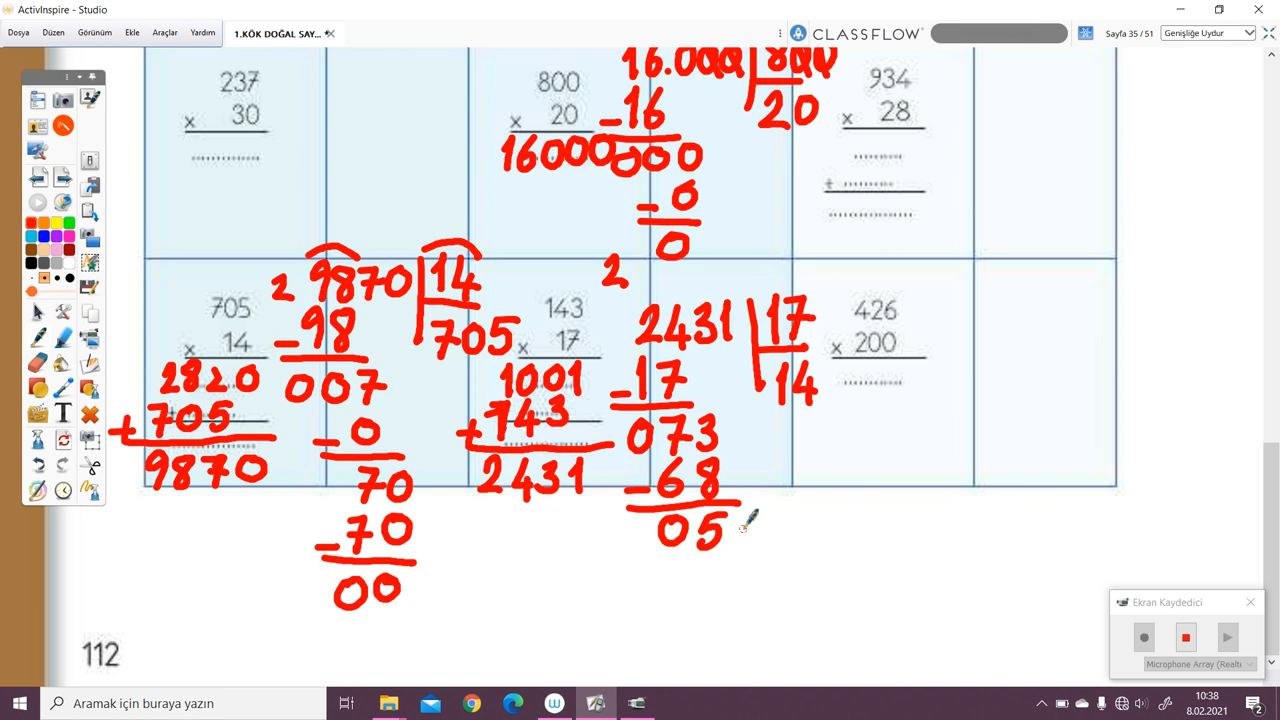 ActivInspire - Studio
Dosya Düzen Görünüm Ekle Araçlar Yardım
1.KÖK DOĞAL SAY...
CLASSFLOW
Sayfa 35 / 51
Genişliğe Uydur
237
x 30
800
x 20
16000
16.000 800
20
- 16
000
- 0
0
934
x 28
+
705
x 14
2820
+ 705
9870
2 9870 14
705
- 98
007
- 0
70
- 70
00
143
x 17
1001
+ 143
2431
2
2431 17
14
- 17
073
- 68
05
426
x 200
112
Ekran Kaydedici
Microphone Array (Realte
Aramak için buraya yazın
10:38
8.02.2021
2